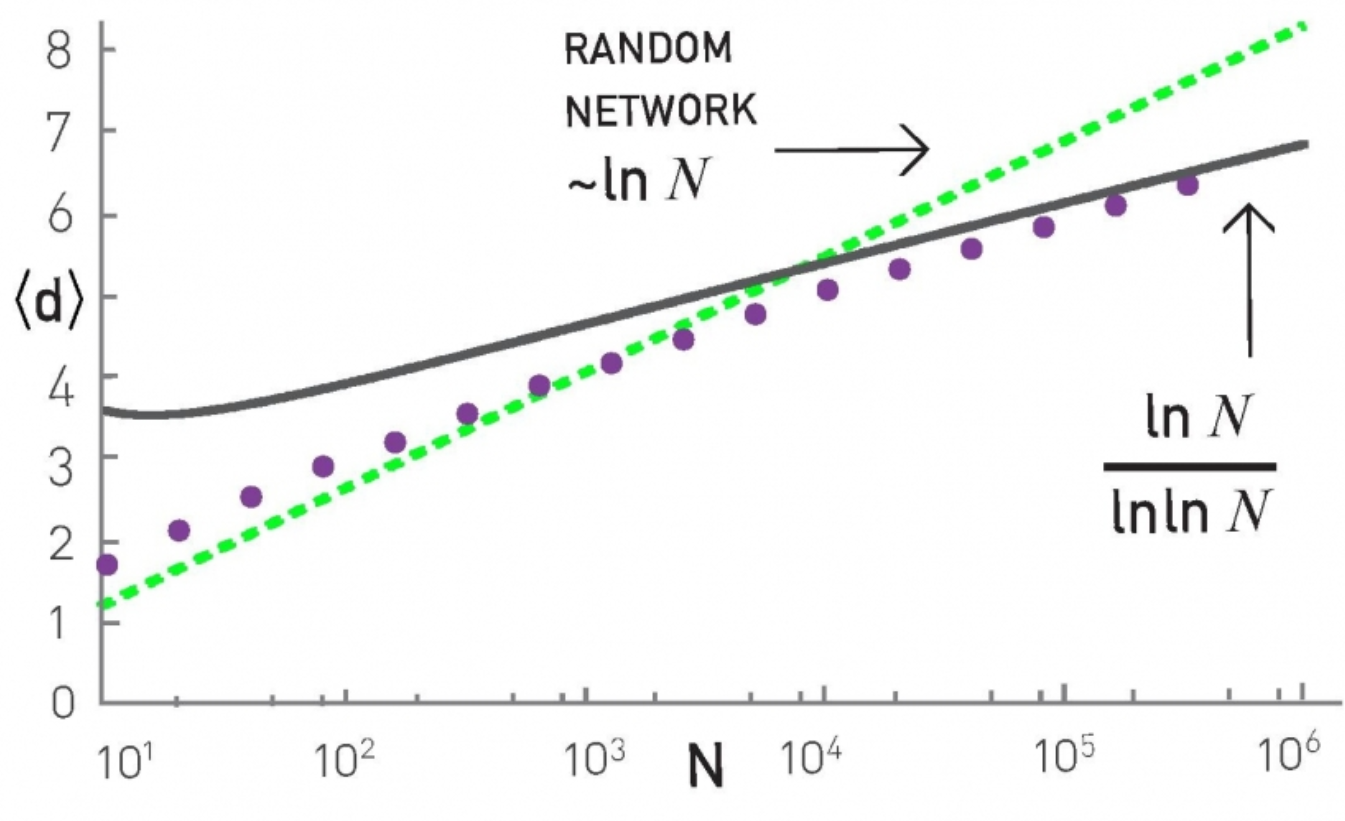 8
RANDOM
NETWORK
~ln N
7
6
⟨d⟩
4
3
2
1
0
ln N
lnln N
10¹ 10² 10³ N 10⁴ 10⁵ 10⁶